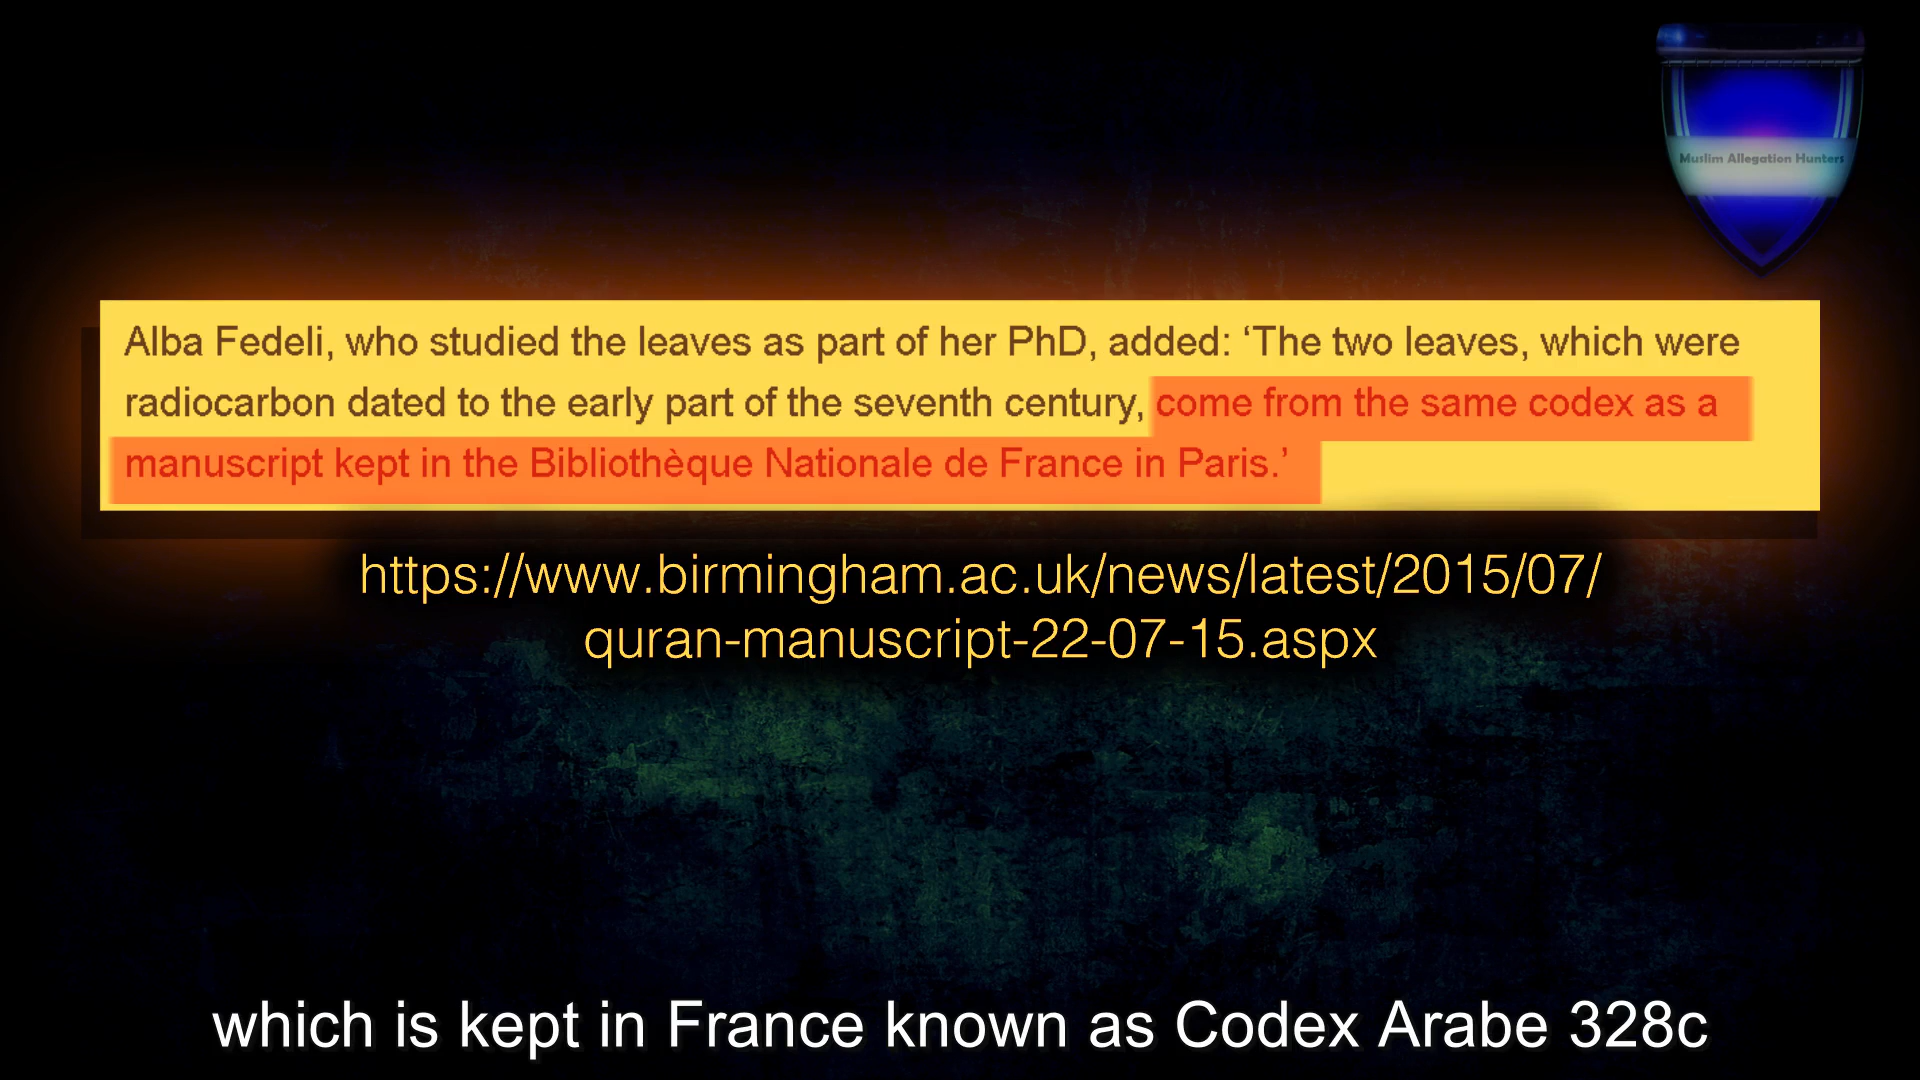 Muslim Allegation Hunters
Alba Fedeli, who studied the leaves as part of her PhD, added: ‘The two leaves, which were
radiocarbon dated to the early part of the seventh century, come from the same codex as a
manuscript kept in the Bibliothèque Nationale de France in Paris.’
https://www.birmingham.ac.uk/news/latest/2015/07/
quran-manuscript-22-07-15.aspx
which is kept in France known as Codex Arabe 328c